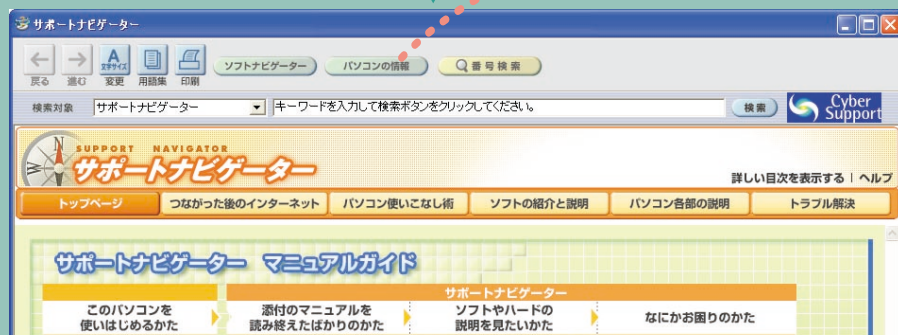 サポートナビゲーター
戻る 進む A 文字サイズ 変更 用語集 印刷 ソフトナビゲーター パソコンの情報 番号検索
検索対象 サポートナビゲーター キーワードを入力して検索ボタンをクリックしてください。 検索 Cyber Support
N SUPPORT NAVIGATOR
サポートナビゲーター
詳しい目次を表示する | ヘルプ
トップページ つながった後のインターネット パソコン使いこなし術 ソフトの紹介と説明 パソコン各部の説明 トラブル解決
サポートナビゲーター マニュアルガイド
サポートナビゲーター
このパソコンを 添付のマニュアルを ソフトやハードの なにかお困りのかた
使いはじめるかた 読み終えたばかりのかた 説明を見たいかた